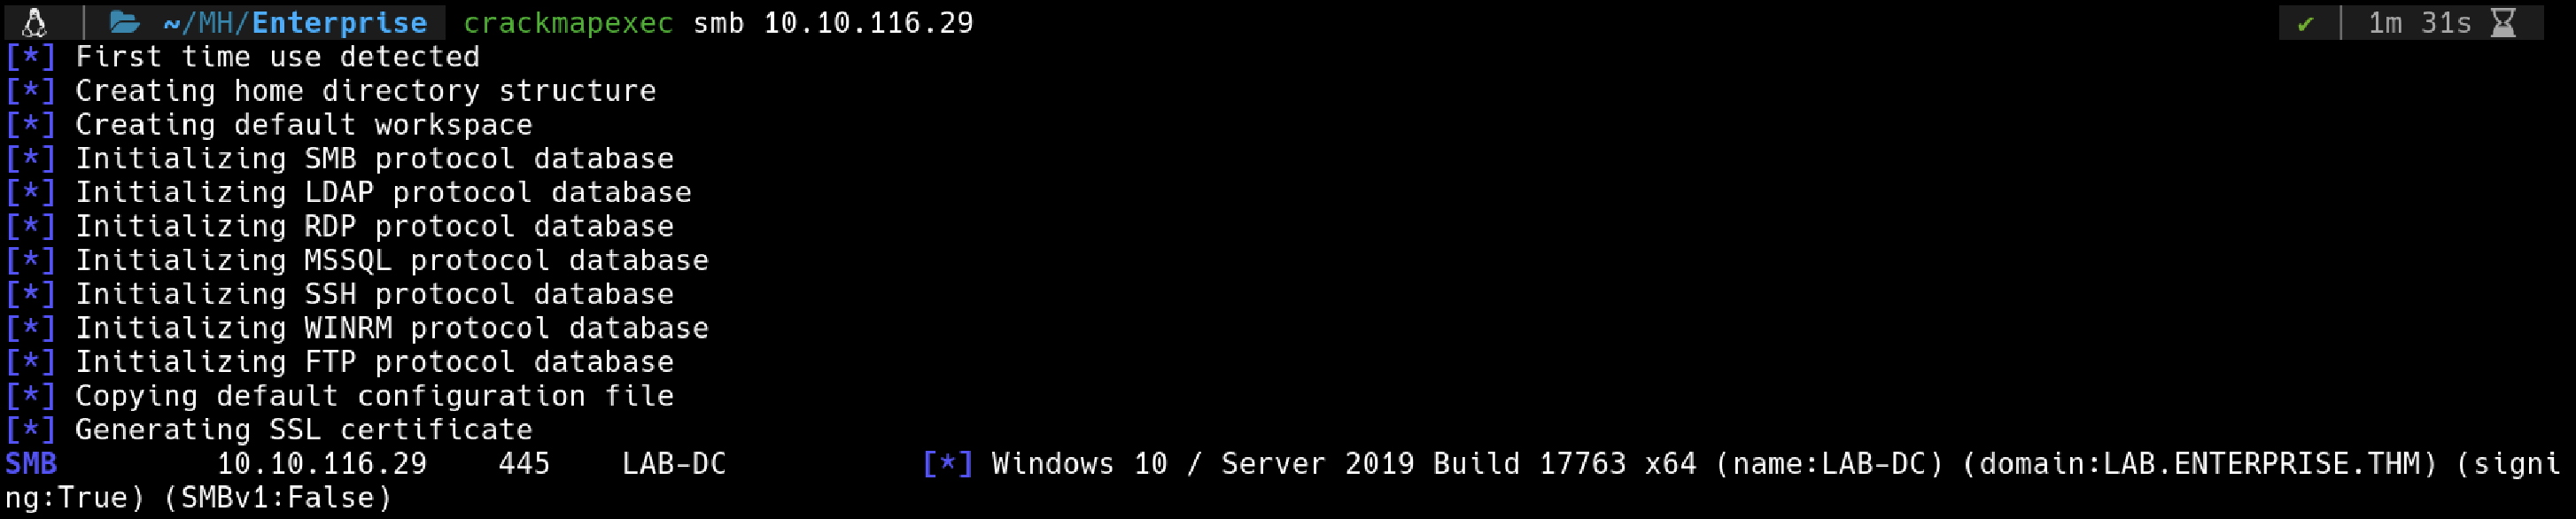 ~/MH/Enterprise crackmapexec smb 10.10.116.29 ✔ 1m 31s
[*] First time use detected
[*] Creating home directory structure
[*] Creating default workspace
[*] Initializing SMB protocol database
[*] Initializing LDAP protocol database
[*] Initializing RDP protocol database
[*] Initializing MSSQL protocol database
[*] Initializing SSH protocol database
[*] Initializing WINRM protocol database
[*] Initializing FTP protocol database
[*] Copying default configuration file
[*] Generating SSL certificate
SMB 10.10.116.29 445 LAB-DC [*] Windows 10 / Server 2019 Build 17763 x64 (name:LAB-DC) (domain:LAB.ENTERPRISE.THM) (signi
ng:True) (SMBv1:False)